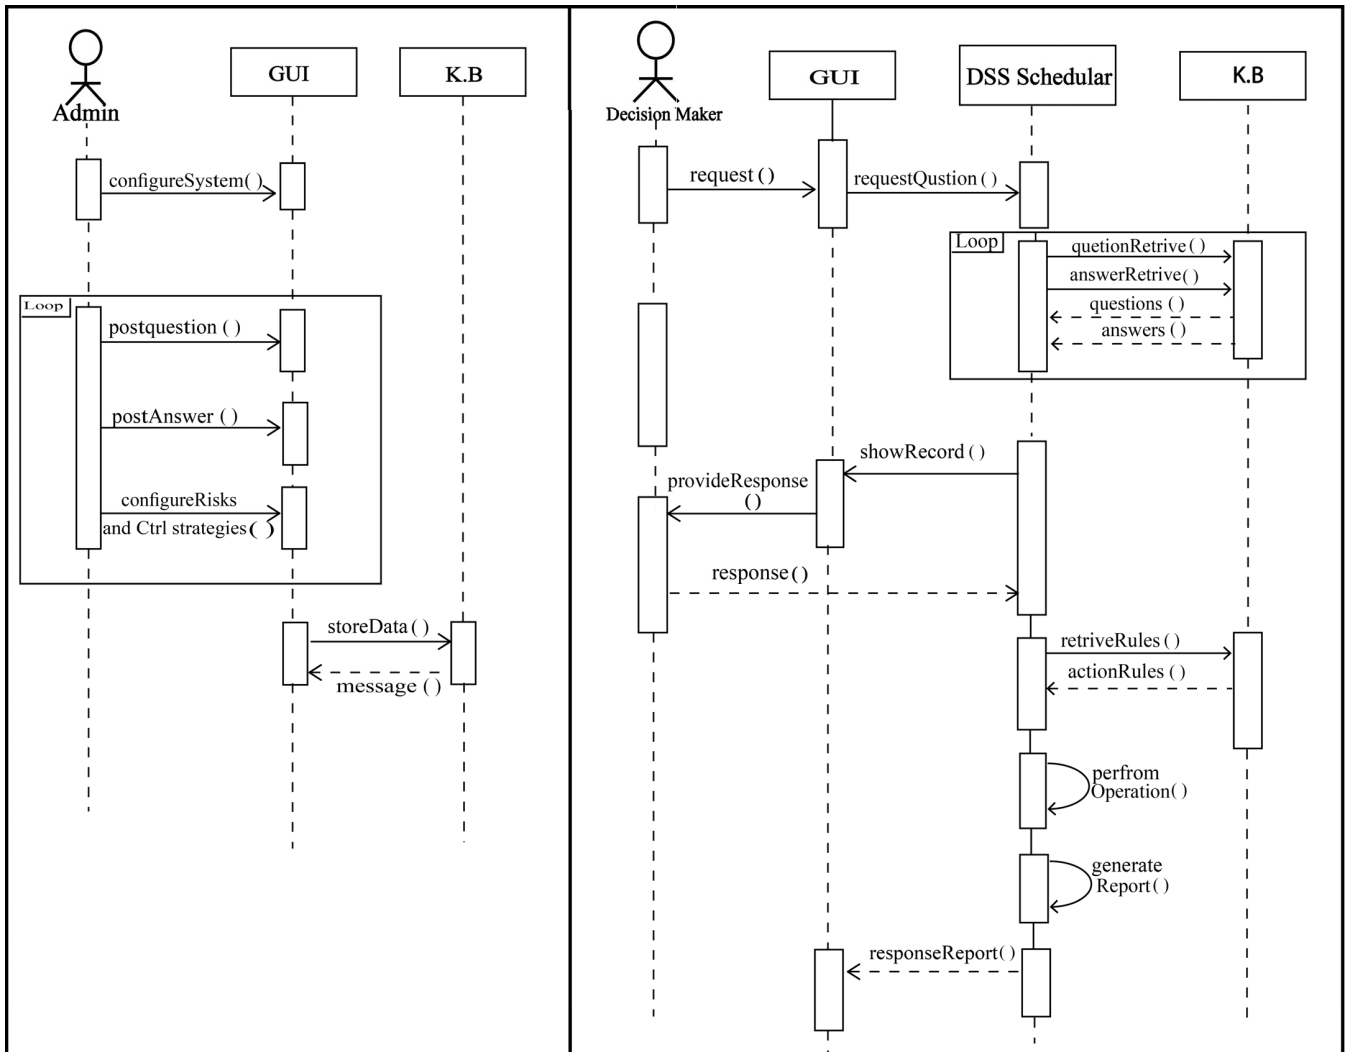 Admin
GUI
K.B
configureSystem( )
Loop
postquestion ( )
postAnswer ( )
configureRisks
and Ctrl strategies ( )
storeData ( )
message ( )
Decision Maker
GUI
DSS Schedular
K.B
request ( )
requestQustion ( )
Loop
quetionRetrive ( )
answerRetrive ( )
questions ( )
answers ( )
showRecord ( )
provideResponse
( )
response ( )
retriveRules ( )
actionRules ( )
perfrom
Operation( )
generate
Report ( )
responseReport( )